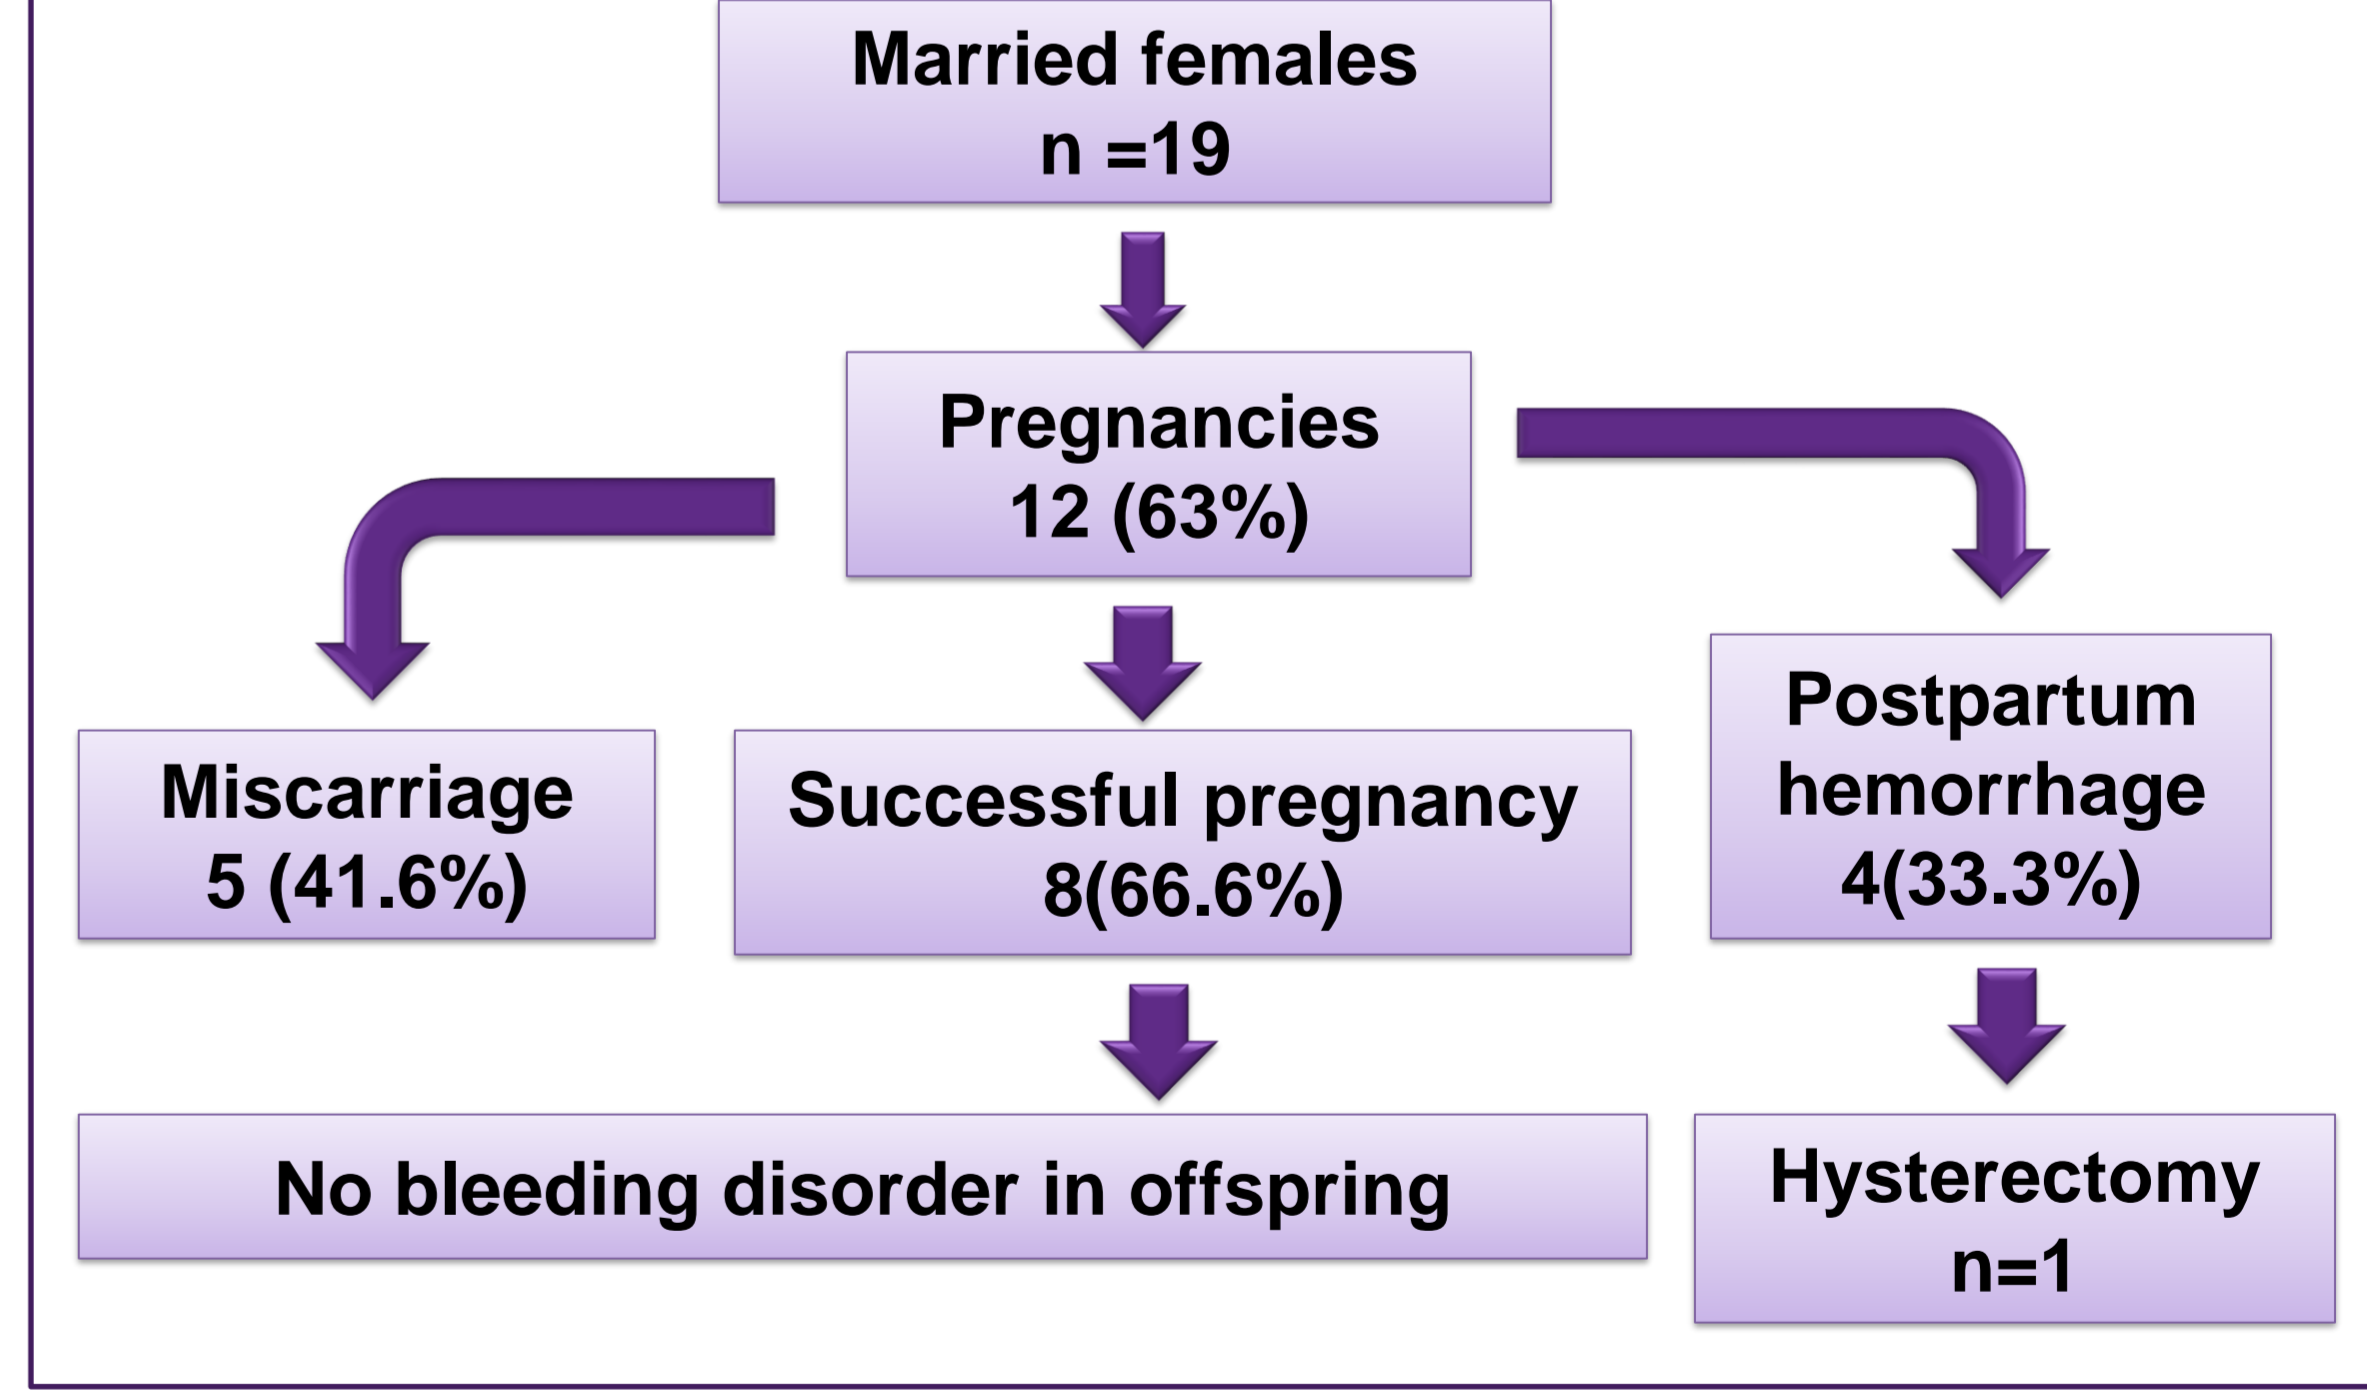 Married females
n =19
Pregnancies
12 (63%)
Miscarriage
5 (41.6%)
Successful pregnancy
8(66.6%)
Postpartum
hemorrhage
4(33.3%)
No bleeding disorder in offspring
Hysterectomy
n=1